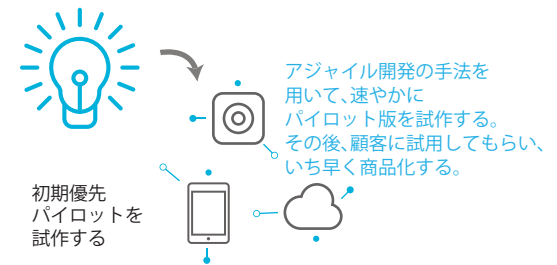 アジャイル開発の手法を
用いて、速やかに
パイロット版を試作する。
その後、顧客に試用してもらい、
いち早く商品化する。
初期優先
パイロットを
試作する